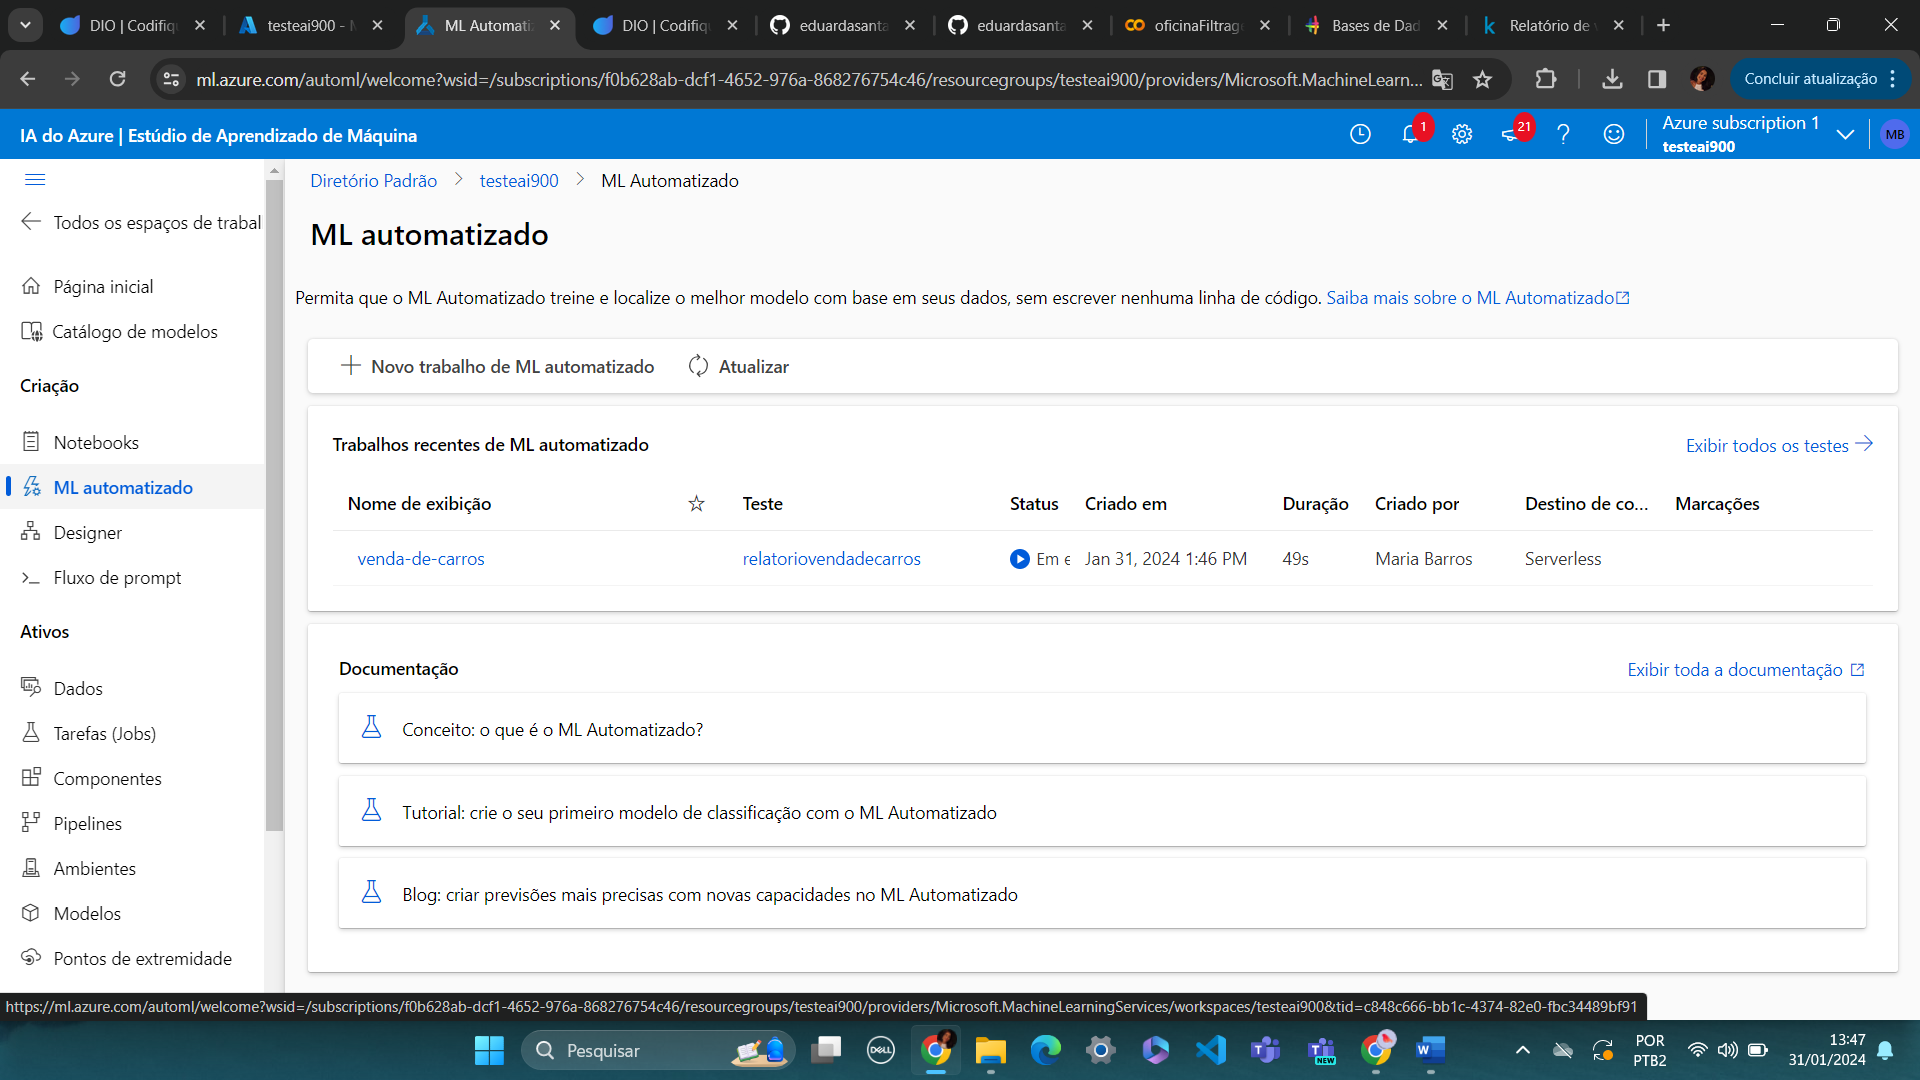 DIO | Codifiq
testeai900 - M
ML Automatiz
DIO | Codifiq
eduardasanta
eduardasanta
oficinaFiltrage
Bases de Dad
Relatório de v
ml.azure.com/automl/welcome?wsid=/subscriptions/f0b628ab-dcf1-4652-976a-868276754c46/resourcegroups/testeai900/providers/Microsoft.MachineLearn...
Concluir atualização
IA do Azure | Estúdio de Aprendizado de Máquina
1
21
Azure subscription 1
testeai900
MB
Todos os espaços de trabal
Página inicial
Catálogo de modelos
Criação
Notebooks
ML automatizado
Designer
Fluxo de prompt
Ativos
Dados
Tarefas (Jobs)
Componentes
Pipelines
Ambientes
Modelos
Pontos de extremidade
Diretório Padrão > testeai900 > ML Automatizado
ML automatizado
Permita que o ML Automatizado treine e localize o melhor modelo com base em seus dados, sem escrever nenhuma linha de código. Saiba mais sobre o ML Automatizado
Novo trabalho de ML automatizado Atualizar
Trabalhos recentes de ML automatizado
Exibir todos os testes
Nome de exibição Teste Status Criado em Duração Criado por Destino de co... Marcações
venda-de-carros relatoriovendadecarros Em e Jan 31, 2024 1:46 PM 49s Maria Barros Serverless
Documentação
Exibir toda a documentação
Conceito: o que é o ML Automatizado?
Tutorial: crie o seu primeiro modelo de classificação com o ML Automatizado
Blog: criar previsões mais precisas com novas capacidades no ML Automatizado
https://ml.azure.com/automl/welcome?wsid=/subscriptions/f0b628ab-dcf1-4652-976a-868276754c46/resourcegroups/testeai900/providers/Microsoft.MachineLearningServices/workspaces/testeai900&tid=c848c666-bb1c-4374-82e0-fbc34489bf91
Pesquisar
DELL
NEW
POR
PTB2
13:47
31/01/2024